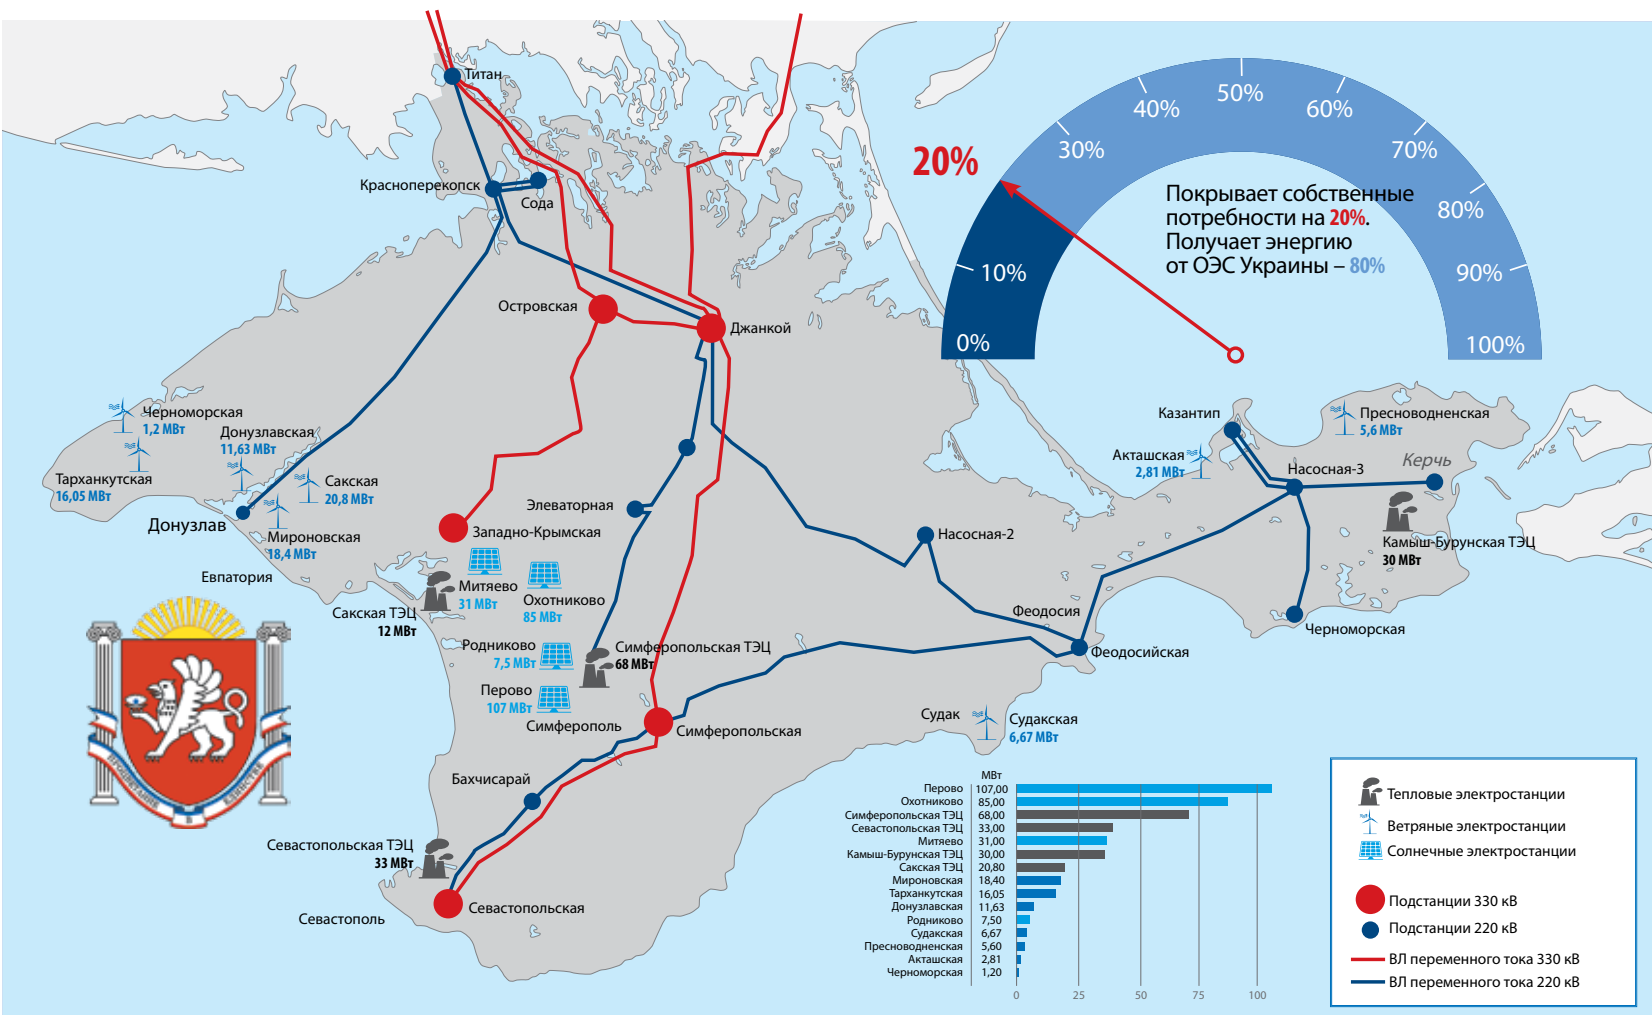 Титан
Красноперекопск
Сода
Островская
Джанкой
20%
0%
10%
30%
40%
50%
60%
70%
80%
90%
100%
Покрывает собственные
потребности на 20%.
Получает энергию
от ОЭС Украины – 80%
Черноморская
1,2 МВт
Донузлавская
11,63 МВт
Тарханкутская
16,05 МВт
Сакская
20,8 МВт
Донузлав
Мироновская
18,4 МВт
Евпатория
Элеваторная
Западно-Крымская
Митяево
31 МВт
Охотниково
85 МВт
Сакская ТЭЦ
12 МВт
Родниково
7,5 МВт
Симферопольская ТЭЦ
68 МВт
Перово
107 МВт
Симферополь
Симферопольская
Бахчисарай
Севастопольская ТЭЦ
33 МВт
Севастополь
Севастопольская
Насосная-2
Феодосия
Феодосийская
Судак
Судакская
6,67 МВт
Казантип
Акташская
2,81 МВт
Пресноводненская
5,6 МВт
Насосная-3
Керчь
Камыш-Бурунская ТЭЦ
30 МВт
Черноморская
ПРОЦВЕТАНИЕ В ЕДИНСТВЕ
МВт
Перово 107,00
Охотниково 85,00
Симферопольская ТЭЦ 68,00
Севастопольская ТЭЦ 33,00
Митяево 31,00
Камыш-Бурунская ТЭЦ 30,00
Сакская ТЭЦ 20,80
Мироновская 18,40
Тарханкутская 16,05
Донузлавская 11,63
Родниково 7,50
Судакская 6,67
Пресноводненская 5,60
Акташская 2,81
Черноморская 1,20
0 25 50 75 100
Тепловые электростанции
Ветряные электростанции
Солнечные электростанции
Подстанции 330 кВ
Подстанции 220 кВ
ВЛ переменного тока 330 кВ
ВЛ переменного тока 220 кВ